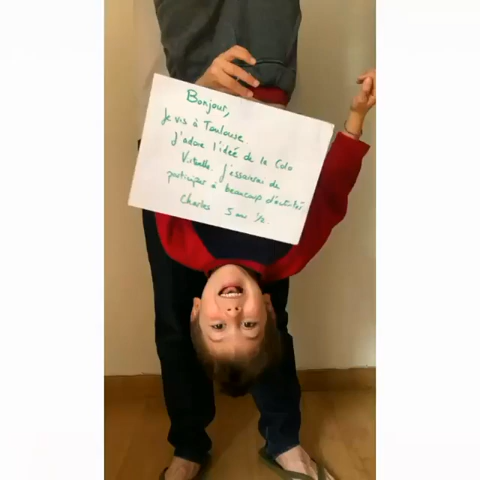 Bonjour,
Je vis à Toulouse.
J'adore l'idée de la Colo
Virtuelle. J'essaierai de
participer à beaucoup d'activités
Charles 5 ans 1/2.